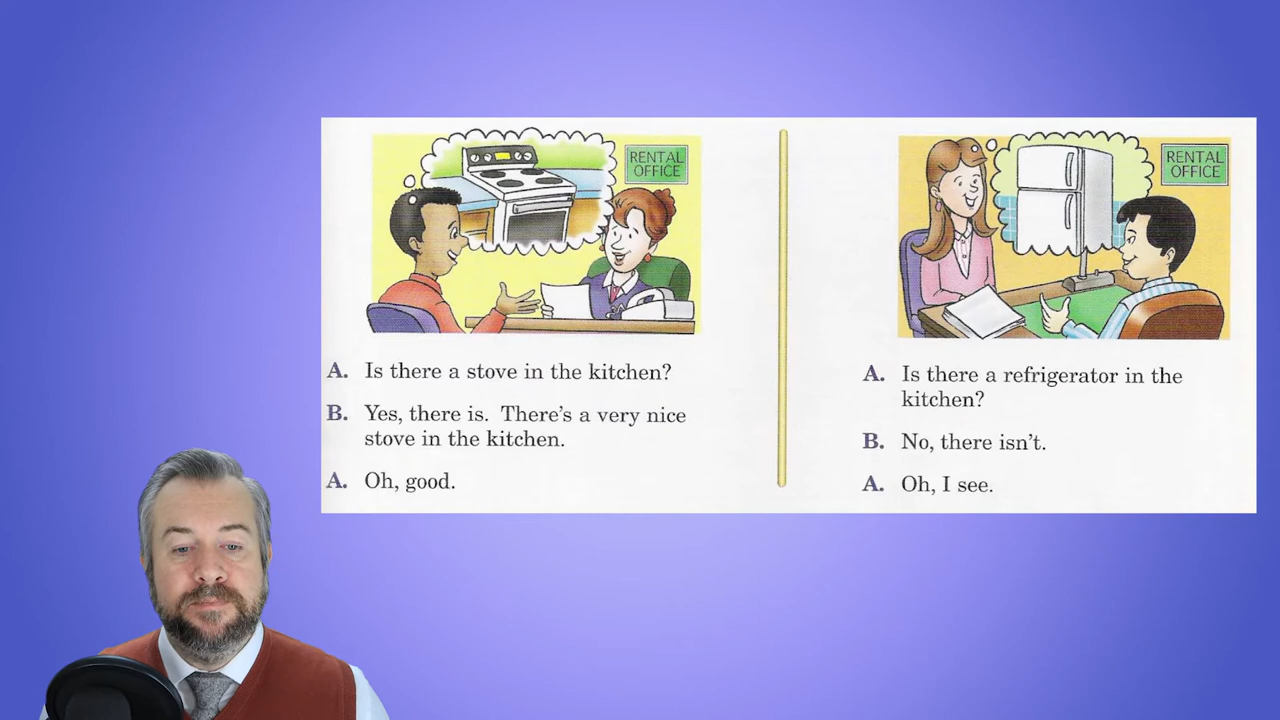 RENTAL
OFFICE
A. Is there a stove in the kitchen?
B. Yes, there is. There's a very nice
stove in the kitchen.
A. Oh, good.
RENTAL
OFFICE
A. Is there a refrigerator in the
kitchen?
B. No, there isn't.
A. Oh, I see.